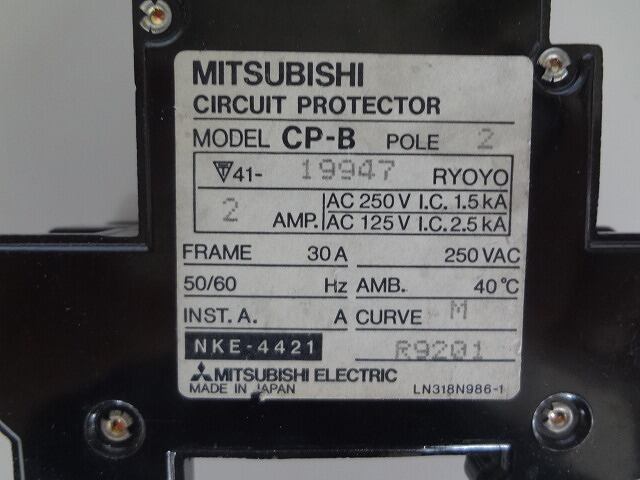 MITSUBISHI
CIRCUIT PROTECTOR
MODEL CP-B POLE 2
41- 19947 RYOYO
2 AMP. AC 250 V I.C. 1.5 kA
AC 125 V I.C. 2.5 kA
FRAME 30 A 250 VAC
50/60 Hz AMB. 40 °C
INST. A. A CURVE M
NKE-4421 R9201
MITSUBISHI ELECTRIC
MADE IN JAPAN LN318N986-1